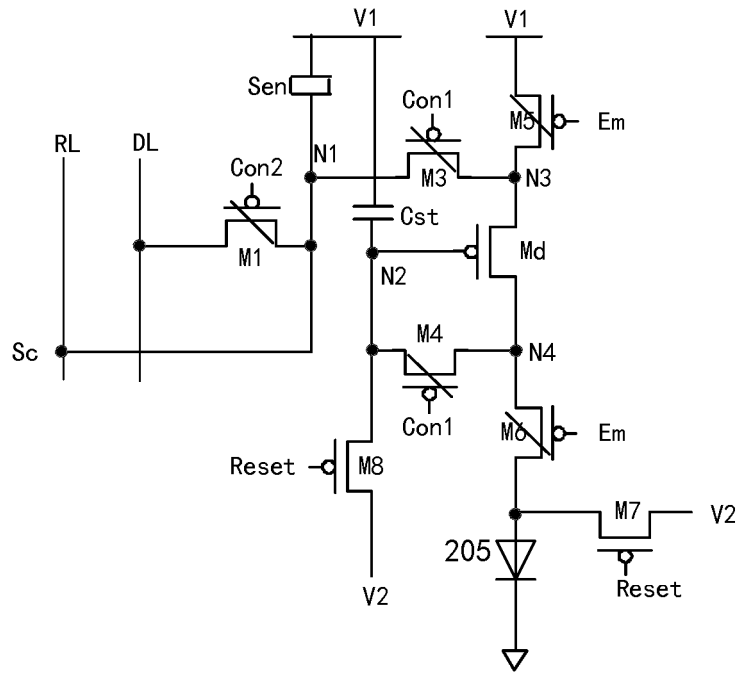 V1
V1
Sen
Con1
M5
Em
RL
DL
N1
Con2
M3
N3
Cst
M1
Md
N2
M4
N4
Sc
Con1
M6
Em
Reset
M8
M7
V2
205
V2
Reset